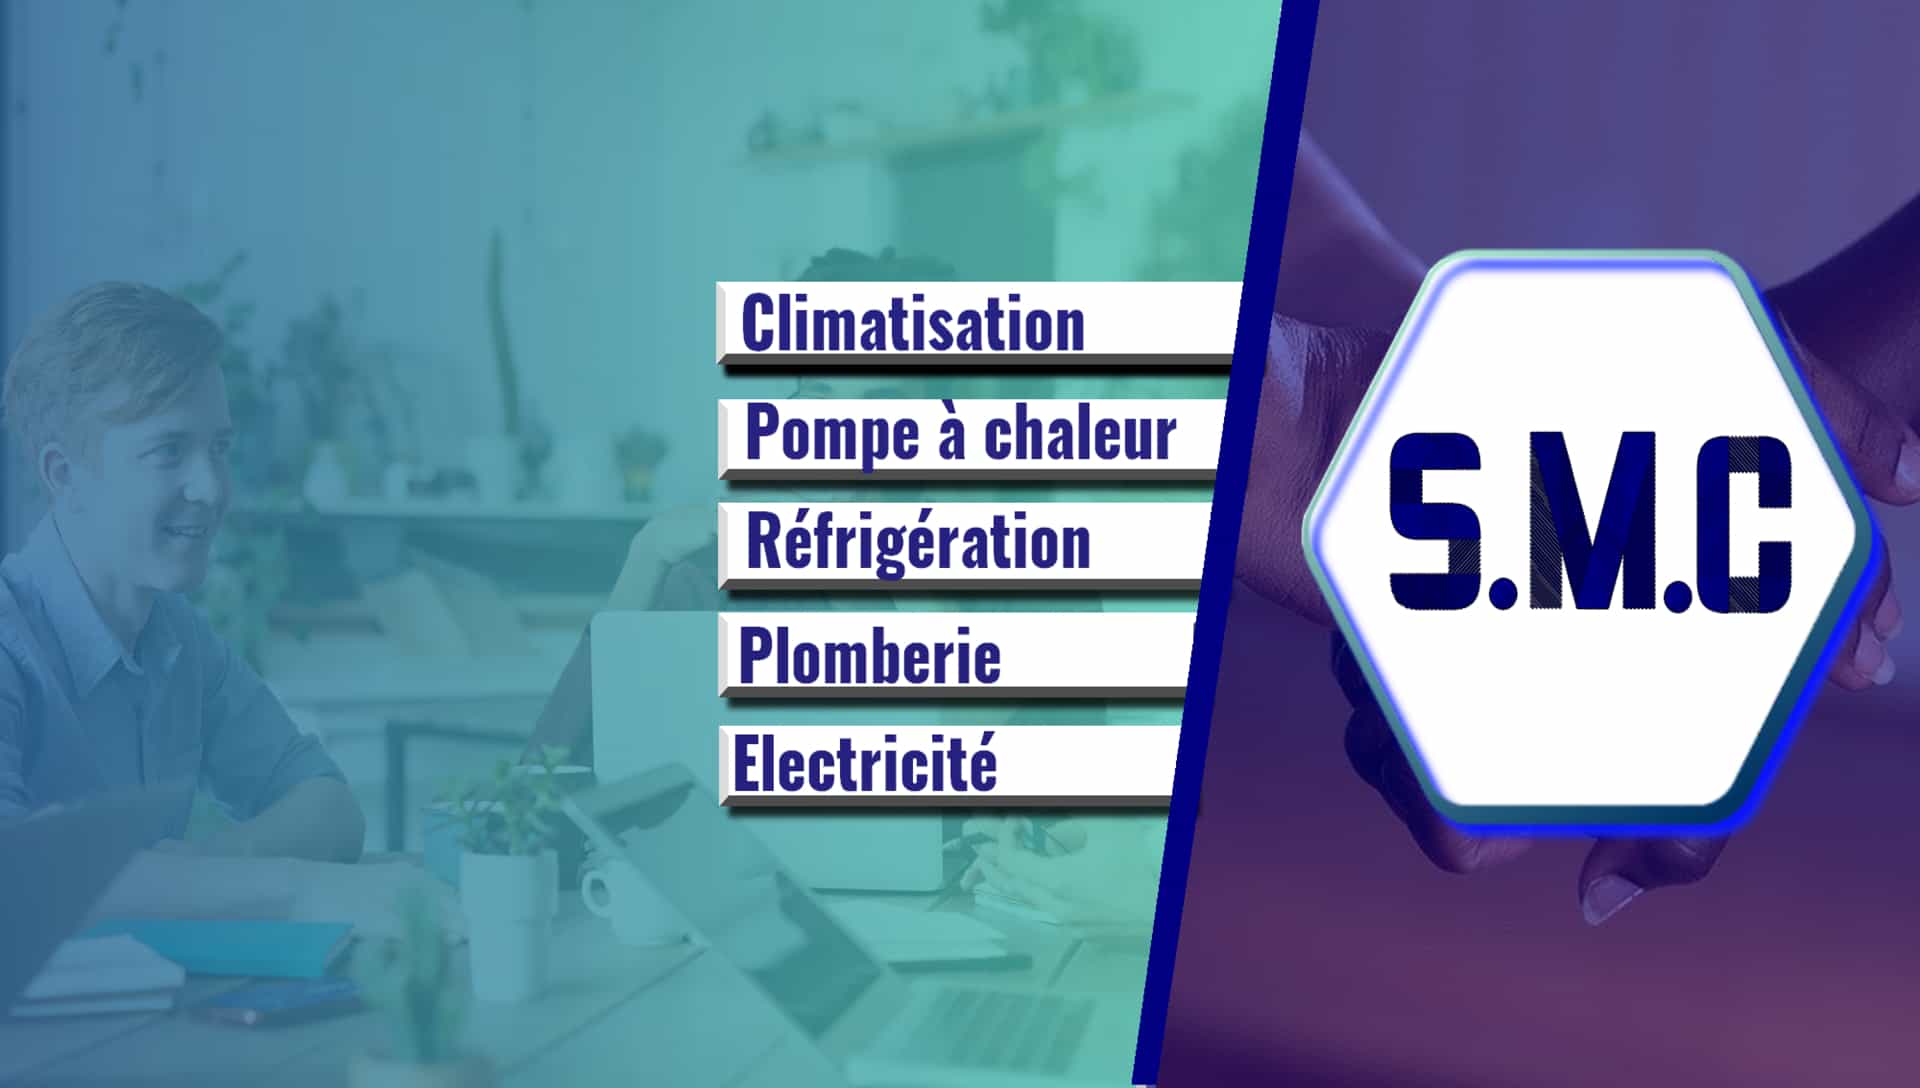 Climatisation
Pompe à chaleur
Réfrigération
Plomberie
Electricité
S.M.C